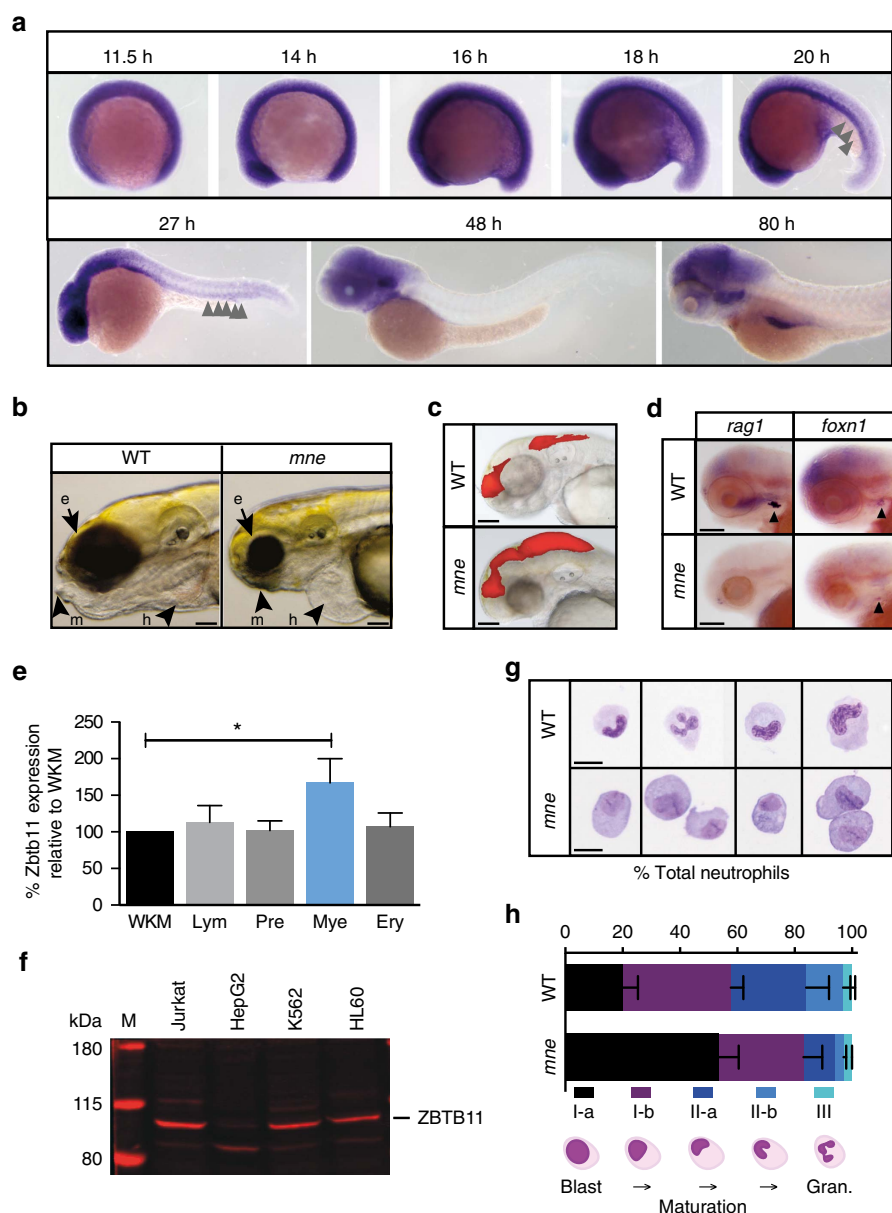 a
11.5 h 14 h 16 h 18 h 20 h
27 h 48 h 80 h
b
WT mne
e e
m h m h
c
WT
mne
d
rag1 foxn1
WT
mne
e
% Zbtb11 expression
relative to WKM
250
200
150
100
50
0
*
WKM Lym Pre Mye Ery
f
kDa M Jurkat HepG2 K562 HL60
180
115
80
ZBTB11
g
WT
mne
% Total neutrophils
h
0 20 40 60 80 100
WT
mne
I-a I-b II-a II-b III
Blast → → → Gran.
Maturation